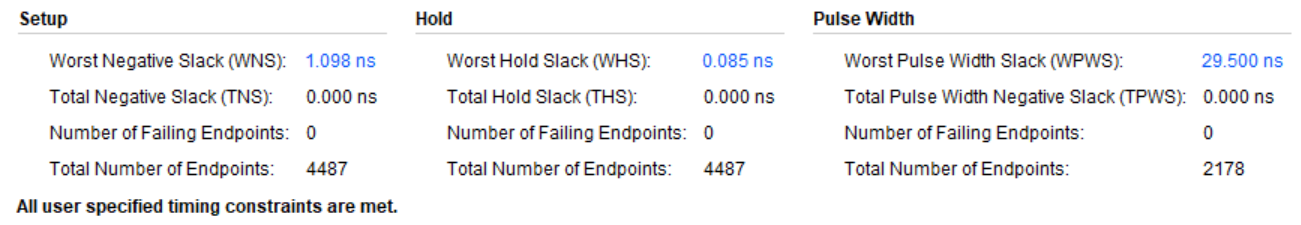 Setup Hold Pulse Width
Worst Negative Slack (WNS): 1.098 ns Worst Hold Slack (WHS): 0.085 ns Worst Pulse Width Slack (WPWS): 29.500 ns
Total Negative Slack (TNS): 0.000 ns Total Hold Slack (THS): 0.000 ns Total Pulse Width Negative Slack (TPWS): 0.000 ns
Number of Failing Endpoints: 0 Number of Failing Endpoints: 0 Number of Failing Endpoints: 0
Total Number of Endpoints: 4487 Total Number of Endpoints: 4487 Total Number of Endpoints: 2178
All user specified timing constraints are met.